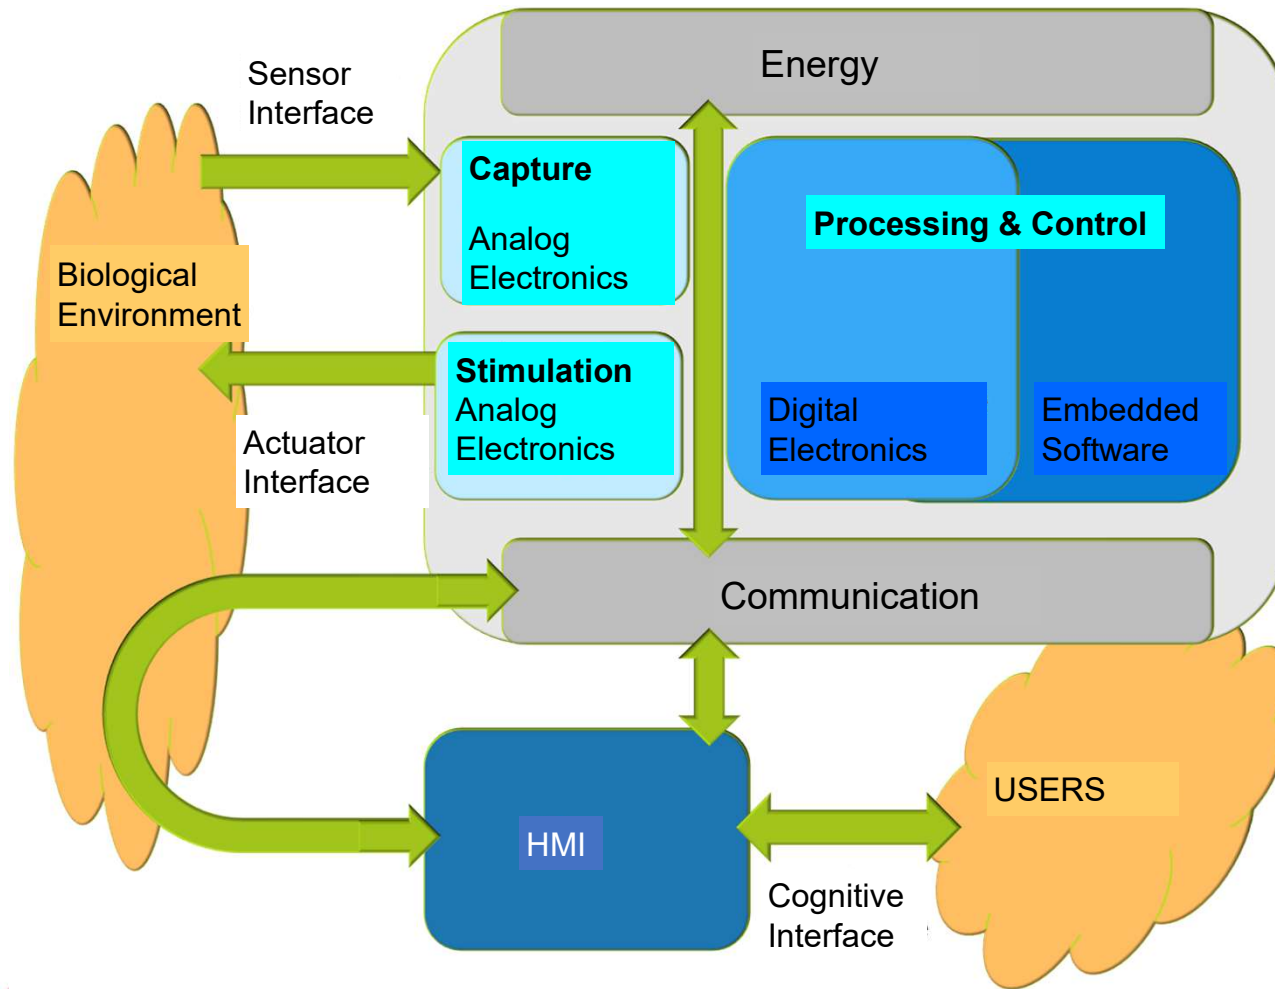 Energy
Sensor
Interface
Capture
Analog
Electronics
Processing & Control
Biological
Environment
Stimulation
Analog
Electronics
Digital
Electronics
Embedded
Software
Actuator
Interface
Communication
USERS
HMI
Cognitive
Interface